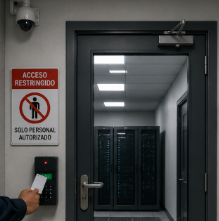 ACCESO
RESTRINGIDO
SOLO PERSONAL
AUTORIZADO